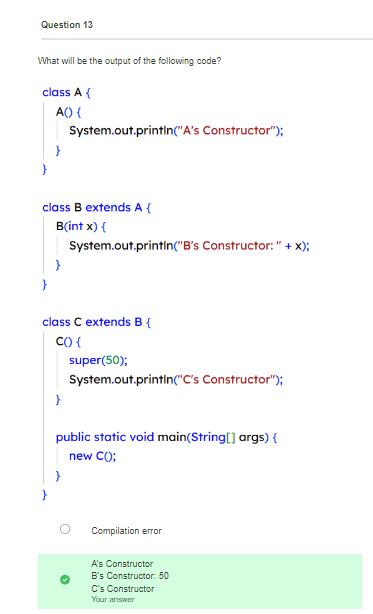 Question 13
What will be the output of the following code?
class A {
A() {
System.out.println("A's Constructor");
}
}
class B extends A {
B(int x) {
System.out.println("B's Constructor: " + x);
}
}
class C extends B {
C() {
super(50);
System.out.println("C's Constructor");
}
public static void main(String[] args) {
new C();
}
}
Compilation error
A's Constructor
B's Constructor: 50
C's Constructor
Your answer